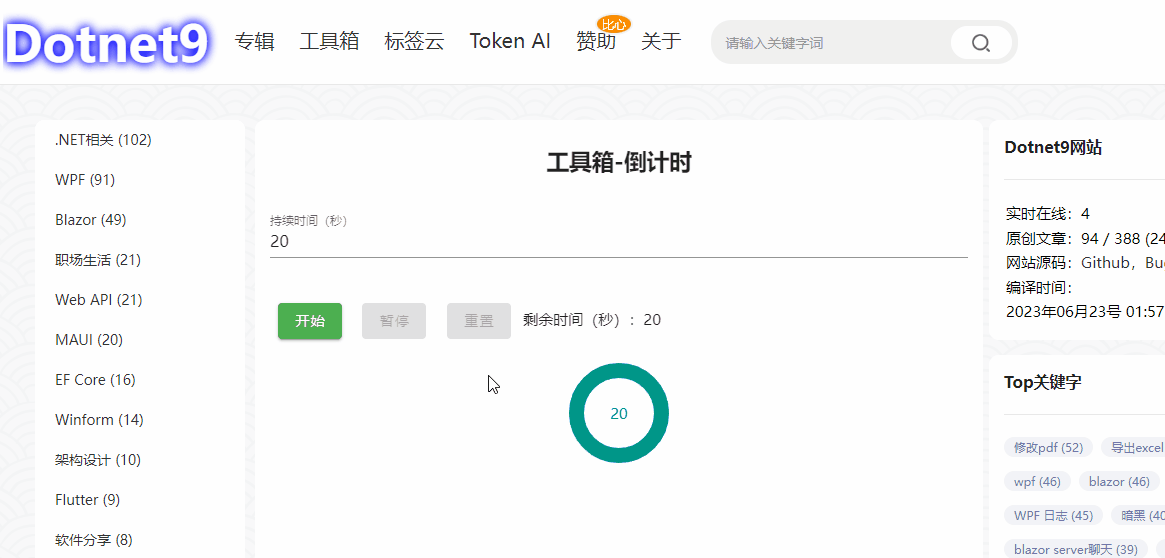 Dotnet9 专辑 工具箱 标签云 Token AI 赞助 比心 关于 请输入关键字词
.NET相关 (102)
WPF (91)
Blazor (49)
职场生活 (21)
Web API (21)
MAUI (20)
EF Core (16)
Winform (14)
架构设计 (10)
Flutter (9)
软件分享 (8)
工具箱-倒计时
持续时间（秒）
20
开始 暂停 重置 剩余时间（秒）：20
20
Dotnet9网站
实时在线：4
原创文章：94 / 388 (24
网站源码：Github，Bu
编译时间：
2023年06月23号 01:57
Top关键字
修改pdf (52) 导出excel
wpf (46) blazor (46)
WPF 日志 (45) 暗黑 (40
blazor server聊天 (39)